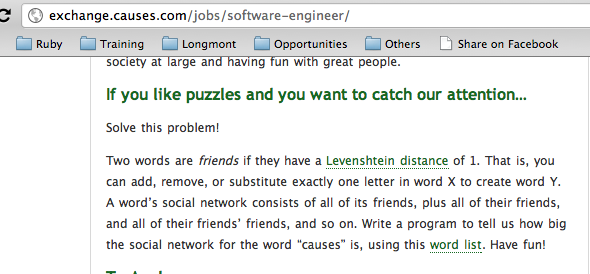 exchange.causes.com/jobs/software-engineer/
Ruby Training Longmont Opportunities Others Share on Facebook
society at large and having fun with great people.
If you like puzzles and you want to catch our attention...
Solve this problem!
Two words are friends if they have a Levenshtein distance of 1. That is, you
can add, remove, or substitute exactly one letter in word X to create word Y.
A word's social network consists of all of its friends, plus all of their friends,
and all of their friends' friends, and so on. Write a program to tell us how big
the social network for the word “causes” is, using this word list. Have fun!